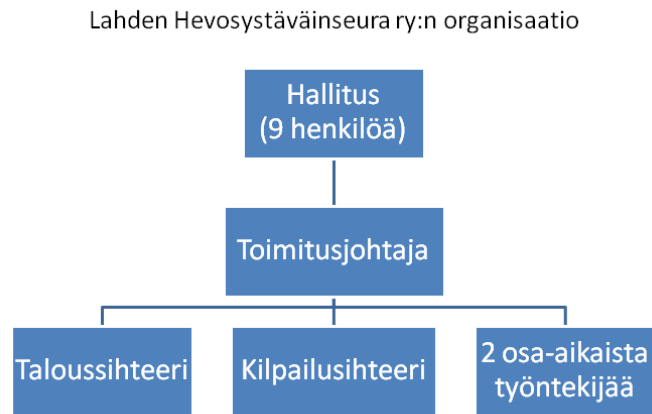 Lahden Hevosystäväinseura ry:n organisaatio
Hallitus
(9 henkilöä)
Toimitusjohtaja
Taloussihteeri
Kilpailusihteeri
2 osa-aikaista
työntekijää